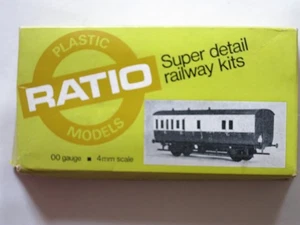 PLASTIC
RATIO
MODELS
Super detail
railway kits
00 gauge ▪ 4mm scale